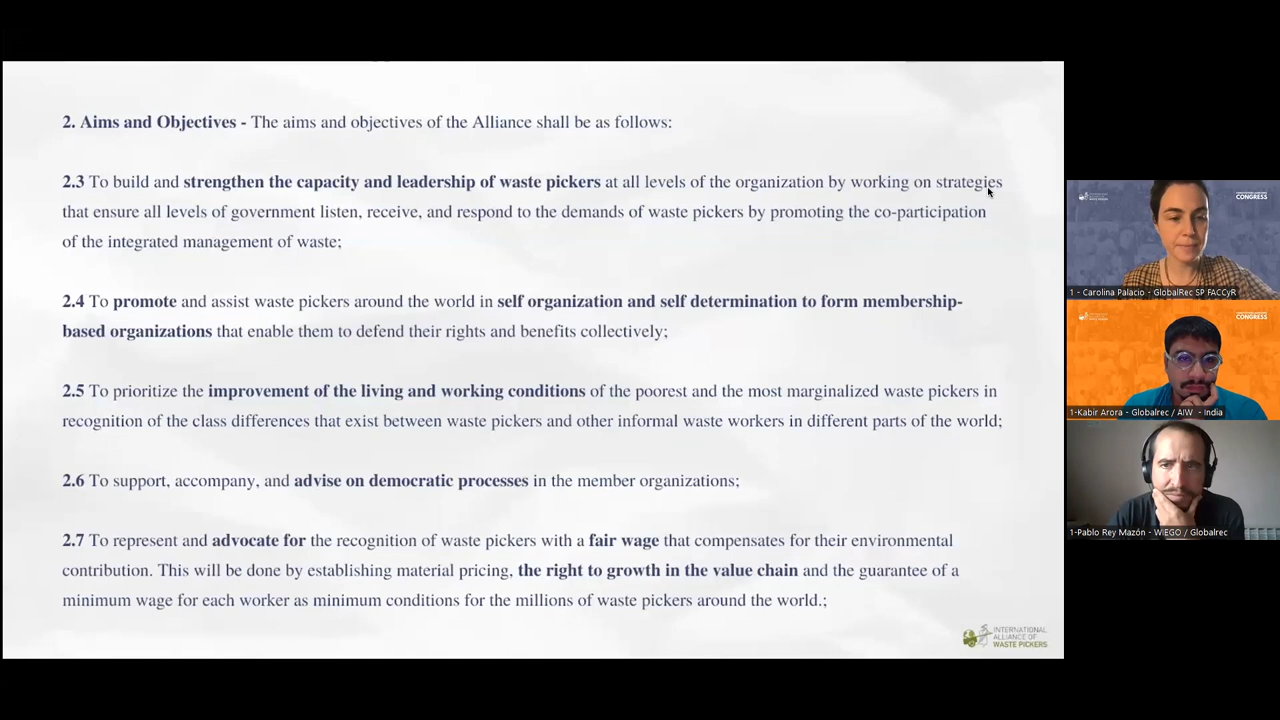 2. Aims and Objectives - The aims and objectives of the Alliance shall be as follows:
2.3 To build and strengthen the capacity and leadership of waste pickers at all levels of the organization by working on strategies
that ensure all levels of government listen, receive, and respond to the demands of waste pickers by promoting the co-participation
of the integrated management of waste;
2.4 To promote and assist waste pickers around the world in self organization and self determination to form membership-
based organizations that enable them to defend their rights and benefits collectively;
2.5 To prioritize the improvement of the living and working conditions of the poorest and the most marginalized waste pickers in
recognition of the class differences that exist between waste pickers and other informal waste workers in different parts of the world;
2.6 To support, accompany, and advise on democratic processes in the member organizations;
2.7 To represent and advocate for the recognition of waste pickers with a fair wage that compensates for their environmental
contribution. This will be done by establishing material pricing, the right to growth in the value chain and the guarantee of a
minimum wage for each worker as minimum conditions for the millions of waste pickers around the world.;
INTERNATIONAL
ALLIANCE OF
WASTE PICKERS
CONGRESS
1 - Carolina Palacio - GlobalRec SP FACCyR
CONGRESS
1-Kabir Arora - Globalrec / AIW - India
1-Pablo Rey Mazón - WIEGO / Globalrec